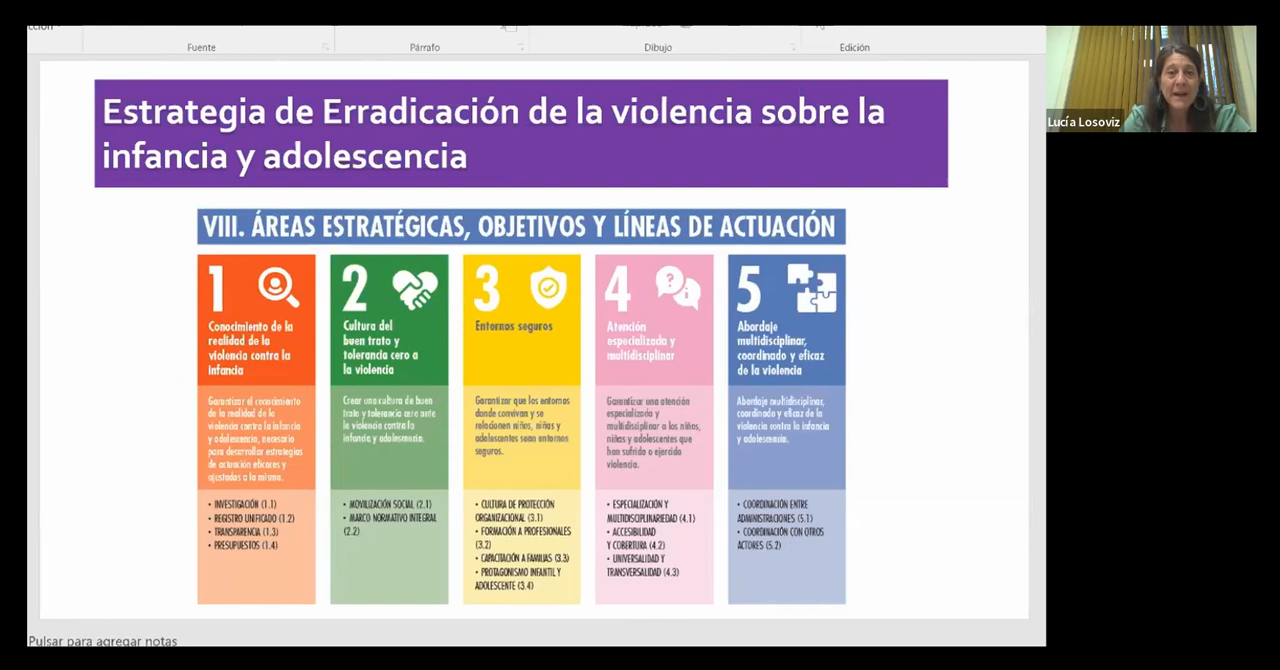 Fuente
Párrafo
Dibujo
Edición
Lucía Losoviz
Estrategia de Erradicación de la violencia sobre la
infancia y adolescencia
VIII. ÁREAS ESTRATÉGICAS, OBJETIVOS Y LÍNEAS DE ACTUACIÓN
1
Conocimiento de la
realidad de la
violencia contra la
infancia
Garantizar el conocimiento
de la realidad de la
violencia contra la infancia
y adolescencia, necesario
para desarrollar estrategias
de actuación eficaces y
ajustadas a la misma.
• INVESTIGACIÓN (1.1)
• REGISTRO UNIFICADO (1.2)
• TRANSPARENCIA (1.3)
• PRESUPUESTOS (1.4)
2
Cultura del
buen trato y
tolerancia cero a
la violencia
Crear una cultura de buen
trato y tolerancia cero ante
la violencia contra la
infancia y adolescencia.
• MOVILIZACIÓN SOCIAL (2.1)
• MARCO NORMATIVO INTEGRAL
(2.2)
3
Entornos seguros
Garantizar que los entornos
donde convivan y se
relacionen niños, niñas y
adolescentes sean entornos
seguros.
• CULTURA DE PROTECCIÓN
ORGANIZACIONAL (3.1)
• FORMACIÓN A PROFESIONALES
(3.2)
• CAPACITACIÓN A FAMILIAS (3.3)
• PROTAGONISMO INFANTIL Y
ADOLESCENTE (3.4)
4
Atención
especializada y
multidisciplinar
Garantizar una atención
especializada y
multidisciplinar a los niños,
niñas y adolescentes que
han sufrido o ejercido
violencia.
• ESPECIALIZACIÓN Y
MULTIDISCIPLINARIEDAD (4.1)
• ACCESIBILIDAD
Y COBERTURA (4.2)
• UNIVERSALIDAD Y
TRANSVERSALIDAD (4.3)
5
Abordaje
multidisciplinar,
coordinado y eficaz
de la violencia
Abordaje multidisciplinar,
coordinado y eficaz de la
violencia contra la infancia
y adolescencia.
• COORDINACIÓN ENTRE
ADMINISTRACIONES (5.1)
• COORDINACIÓN CON OTROS
ACTORES (5.2)
Pulsar para agregar notas